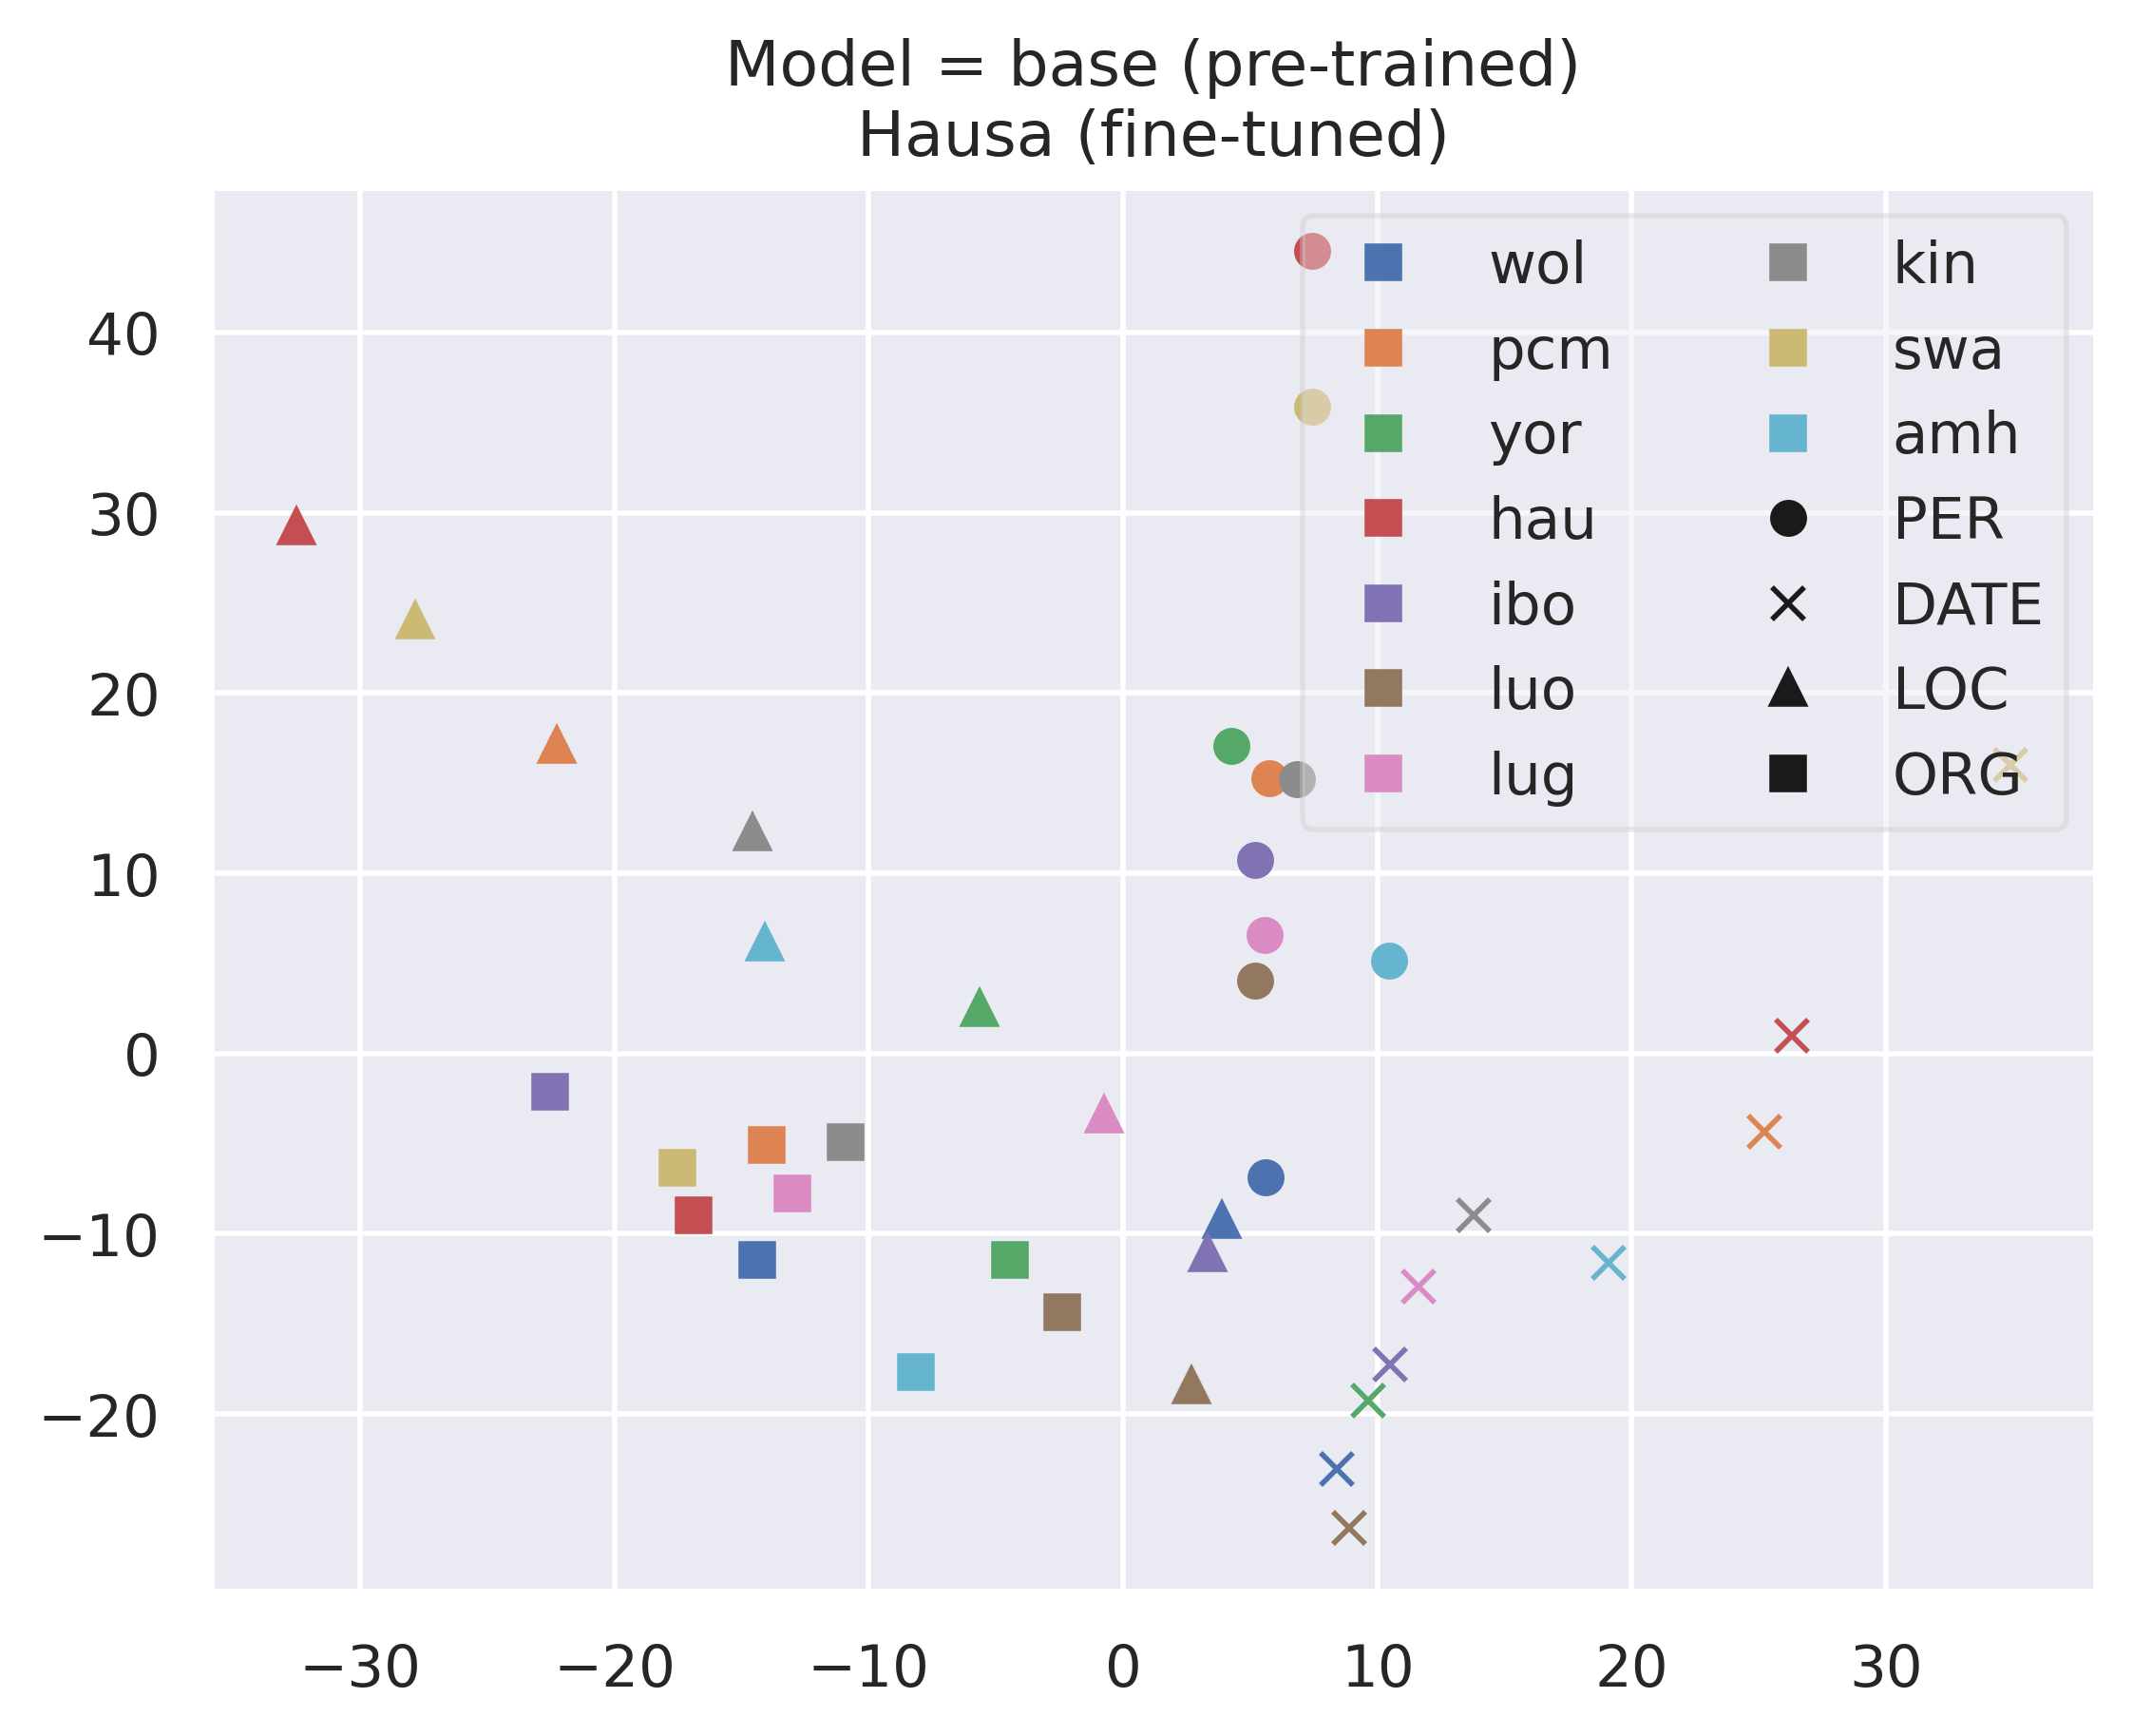 Model = base (pre-trained)
Hausa (fine-tuned)
wol
pcm
yor
hau
ibo
luo
lug
kin
swa
amh
PER
DATE
LOC
ORG
40
30
20
10
0
−10
−20
−30 −20 −10 0 10 20 30